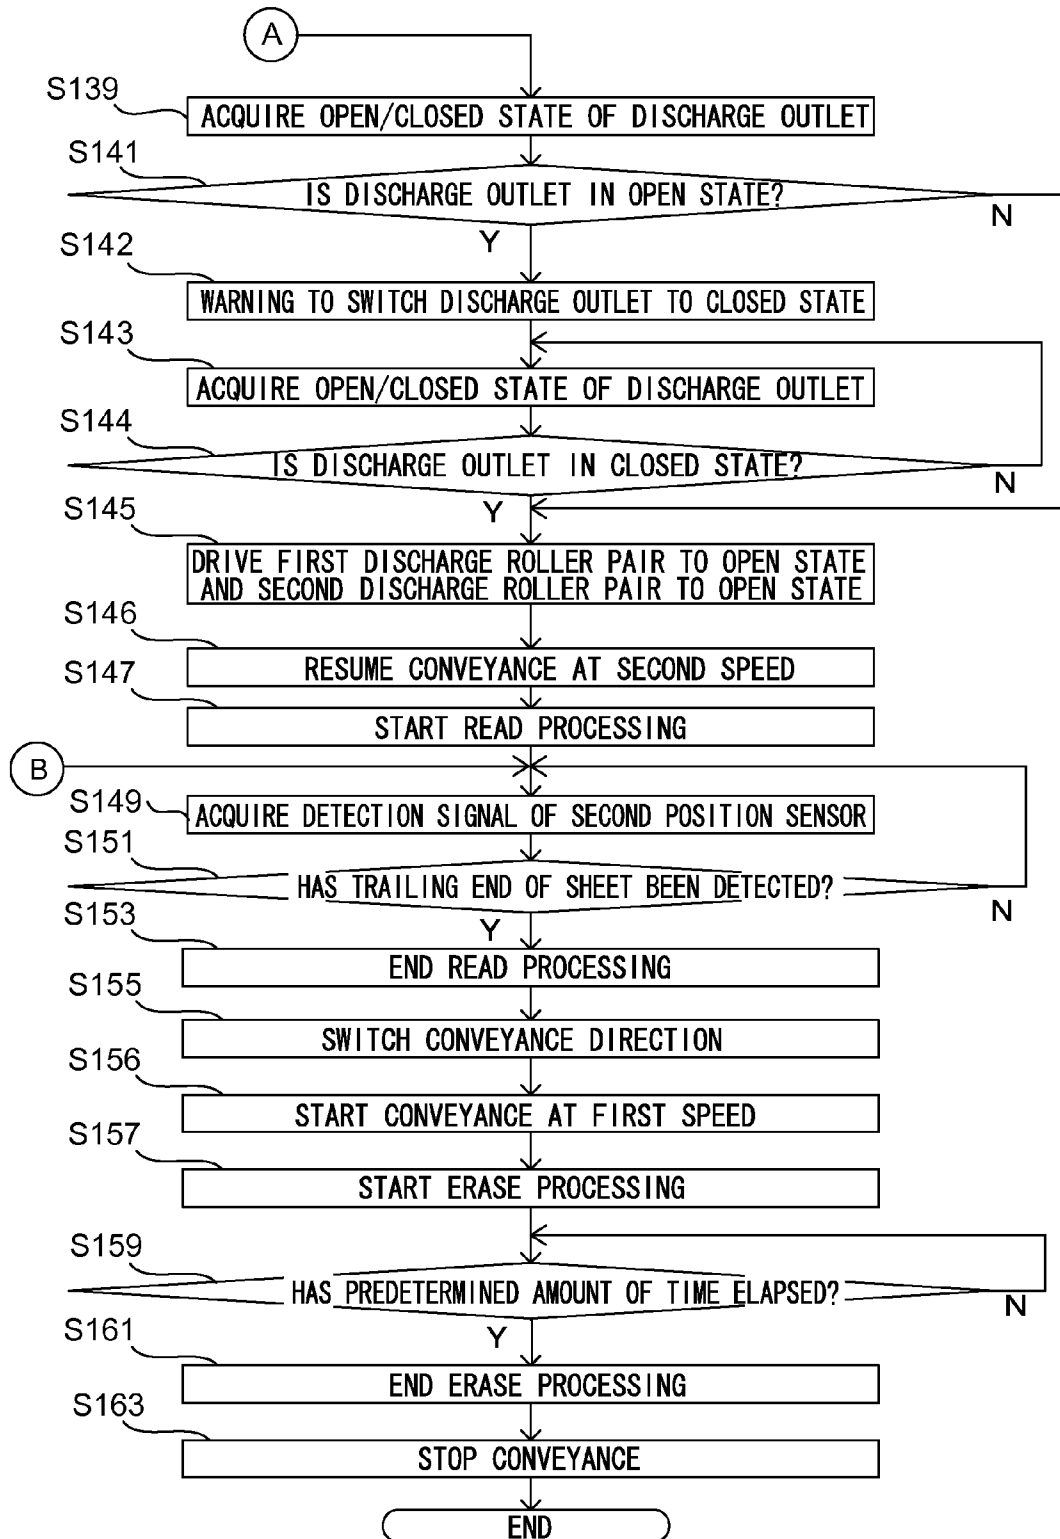 A
S139
ACQUIRE OPEN/CLOSED STATE OF DISCHARGE OUTLET
S141
IS DISCHARGE OUTLET IN OPEN STATE?
N
Y
S142
WARNING TO SWITCH DISCHARGE OUTLET TO CLOSED STATE
S143
ACQUIRE OPEN/CLOSED STATE OF DISCHARGE OUTLET
S144
IS DISCHARGE OUTLET IN CLOSED STATE?
N
Y
S145
DRIVE FIRST DISCHARGE ROLLER PAIR TO OPEN STATE
AND SECOND DISCHARGE ROLLER PAIR TO OPEN STATE
S146
RESUME CONVEYANCE AT SECOND SPEED
S147
START READ PROCESSING
B
S149
ACQUIRE DETECTION SIGNAL OF SECOND POSITION SENSOR
S151
HAS TRAILING END OF SHEET BEEN DETECTED?
N
Y
S153
END READ PROCESSING
S155
SWITCH CONVEYANCE DIRECTION
S156
START CONVEYANCE AT FIRST SPEED
S157
START ERASE PROCESSING
S159
HAS PREDETERMINED AMOUNT OF TIME ELAPSED?
N
Y
S161
END ERASE PROCESSING
S163
STOP CONVEYANCE
END